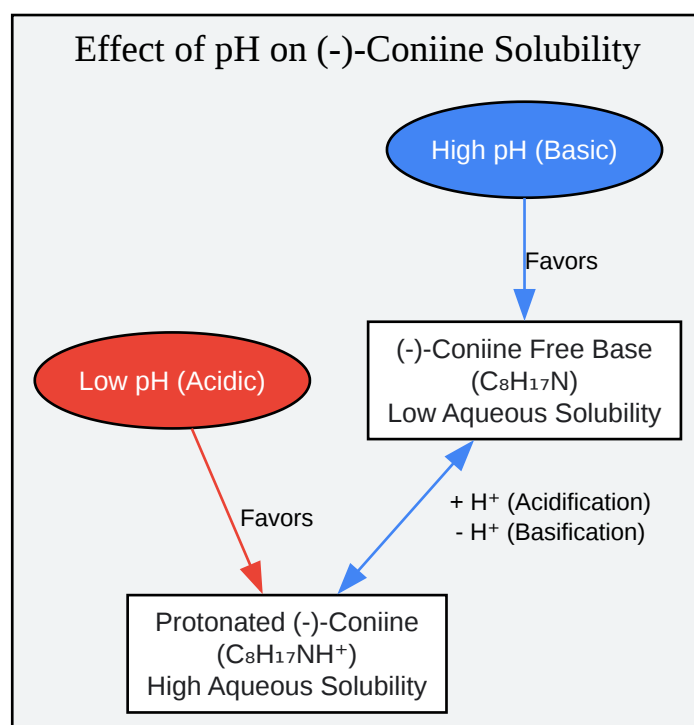 Effect of pH on (-)-Coniine Solubility
High pH (Basic)
Favors
(-)-Coniine Free Base
(C₈H₁₇N)
Low Aqueous Solubility
Low pH (Acidic)
Favors
+ H⁺ (Acidification)
- H⁺ (Basification)
Protonated (-)-Coniine
(C₈H₁₇NH⁺)
High Aqueous Solubility